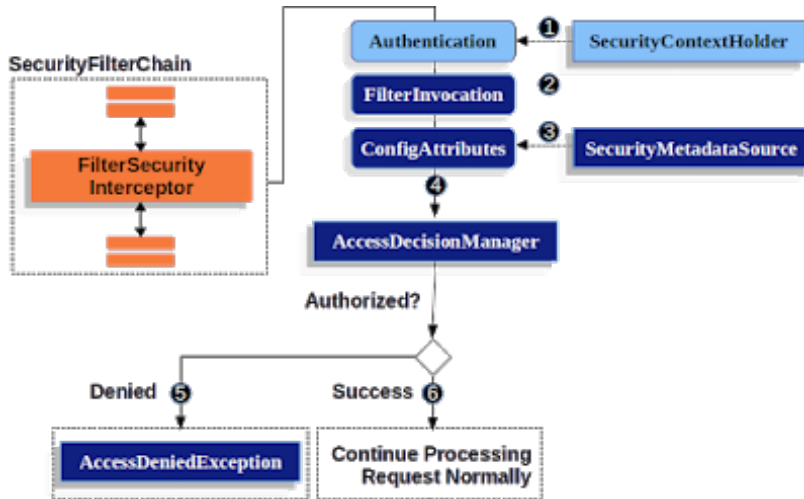 1
Authentication
SecurityContextHolder
SecurityFilterChain
2
FilterInvocation
3
ConfigAttributes
SecurityMetadataSource
FilterSecurity
Interceptor
4
AccessDecisionManager
Authorized?
Denied
5
Success
6
AccessDeniedException
Continue Processing
Request Normally